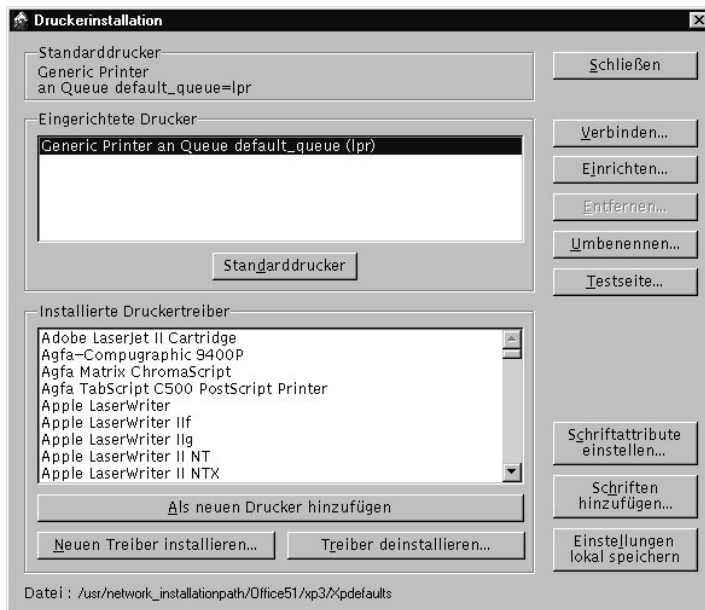 Druckerinstallation
Standarddrucker
Generic Printer
an Queue default_queue=lpr
Schließen
Eingerichtete Drucker
Generic Printer an Queue default_queue (lpr)
Standarddrucker
Verbinden...
Einrichten...
Entfernen...
Umbenennen...
Testseite...
Installierte Druckertreiber
Adobe LaserJet II Cartridge
Agfa-Compugraphic 9400P
Agfa Matrix ChromaScript
Agfa TabScript C500 PostScript Printer
Apple LaserWriter
Apple LaserWriter IIf
Apple LaserWriter IIg
Apple LaserWriter II NT
Apple LaserWriter II NTX
Als neuen Drucker hinzufügen
Neuen Treiber installieren...
Treiber deinstallieren...
Schriftattribute
einstellen...
Schriften
hinzufügen...
Einstellungen
lokal speichern
Datei : /usr/network_installationpath/Office51/xp3/Xpdefaults